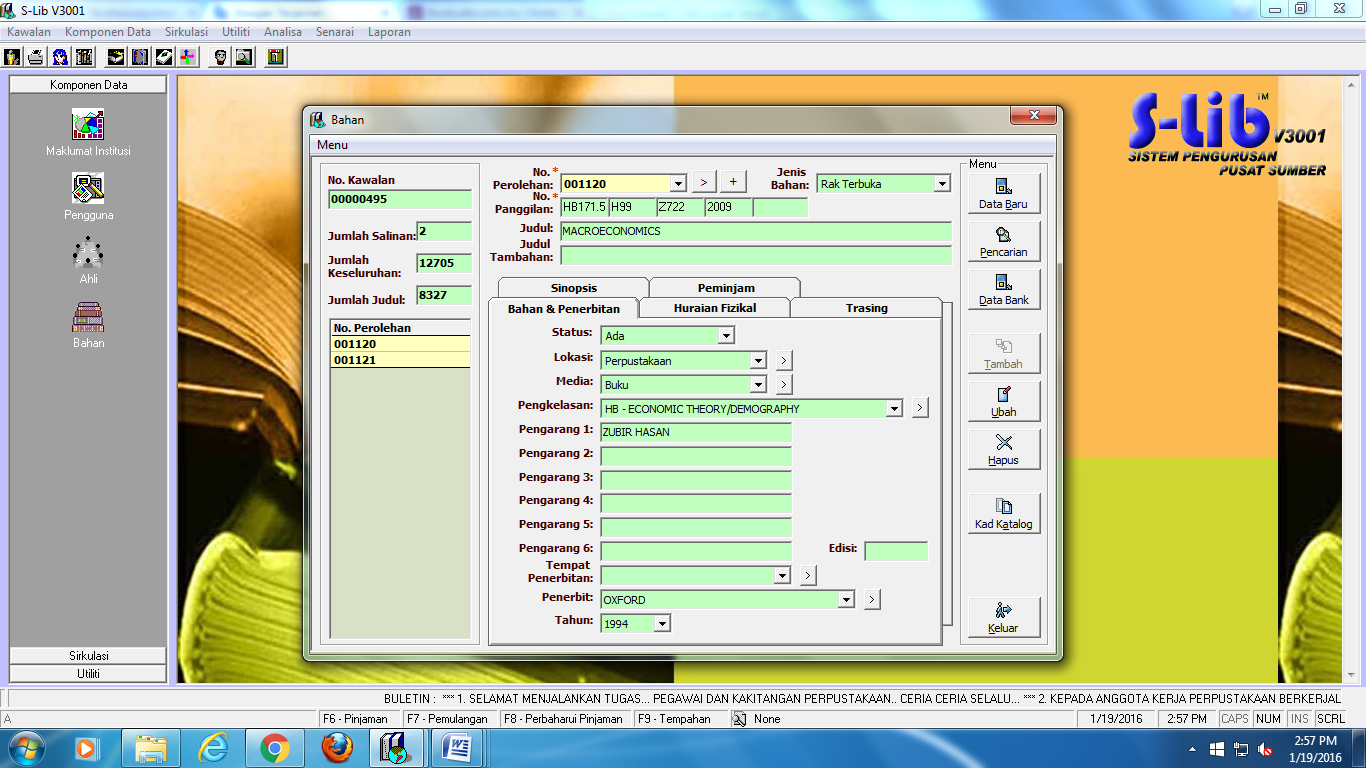 S-Lib V3001
Kawalan Komponen Data Sirkulasi Utiliti Analisa Senarai Laporan
Komponen Data
Maklumat Institusi
Pengguna
Ahli
Bahan
Sirkulasi
Utiliti
S-Lib TM V3001
SISTEM PENGURUSAN
PUSAT SUMBER
Bahan
Menu
No. Kawalan
00000495
Jumlah Salinan: 2
Jumlah Keseluruhan: 12705
Jumlah Judul: 8327
No. Perolehan
001120
001121
No. * Perolehan: 001120 > + Jenis Bahan: Rak Terbuka
No. * Panggilan: HB171.5 H99 Z722 2009
Judul: MACROECONOMICS
Judul Tambahan:
Sinopsis Peminjam
Bahan & Penerbitan Huraian Fizikal Trasing
Status: Ada
Lokasi: Perpustakaan >
Media: Buku >
Pengkelasan: HB - ECONOMIC THEORY/DEMOGRAPHY >
Pengarang 1: ZUBIR HASAN
Pengarang 2:
Pengarang 3:
Pengarang 4:
Pengarang 5:
Pengarang 6: Edisi:
Tempat Penerbitan: >
Penerbit: OXFORD >
Tahun: 1994
Menu
Data Baru
Pencarian
Data Bank
Tambah
Ubah
Hapus
Kad Katalog
Keluar
BULETIN : *** 1. SELAMAT MENJALANKAN TUGAS... PEGAWAI DAN KAKITANGAN PERPUSTAKAAN.. CERIA CERIA SELALU... *** 2. KEPADA ANGGOTA KERJA PERPUSTAKAAN BERKERJAL
A F6 - Pinjaman F7 - Pemulangan F8 - Perbaharui Pinjaman F9 - Tempahan None 1/19/2016 2:57 PM CAPS NUM INS SCRL
2:57 PM
1/19/2016